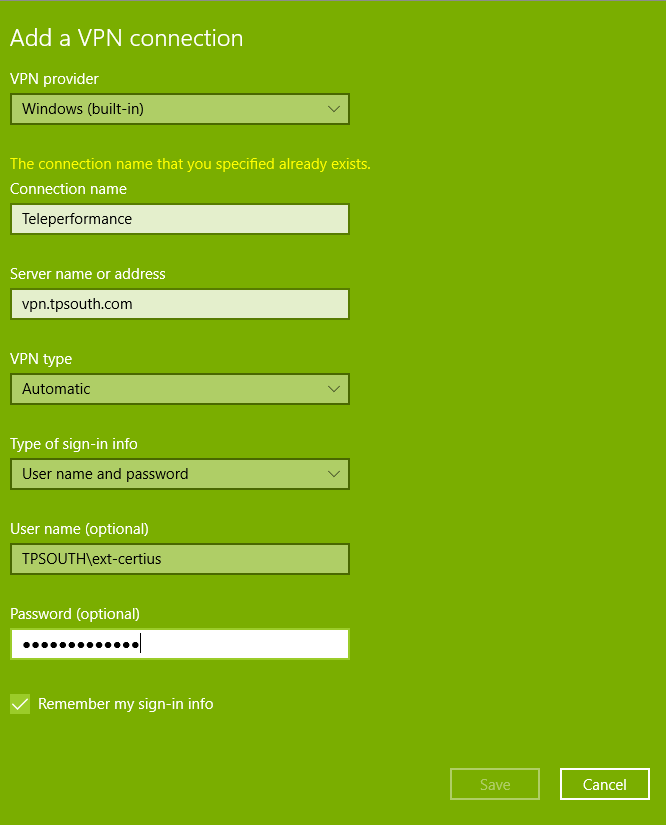 Add a VPN connection
VPN provider
Windows (built-in)
The connection name that you specified already exists.
Connection name
Teleperformance
Server name or address
vpn.tpsouth.com
VPN type
Automatic
Type of sign-in info
User name and password
User name (optional)
TPSOUTH\ext-certius
Password (optional)
●●●●●●●●●●●●●
Remember my sign-in info
Save
Cancel